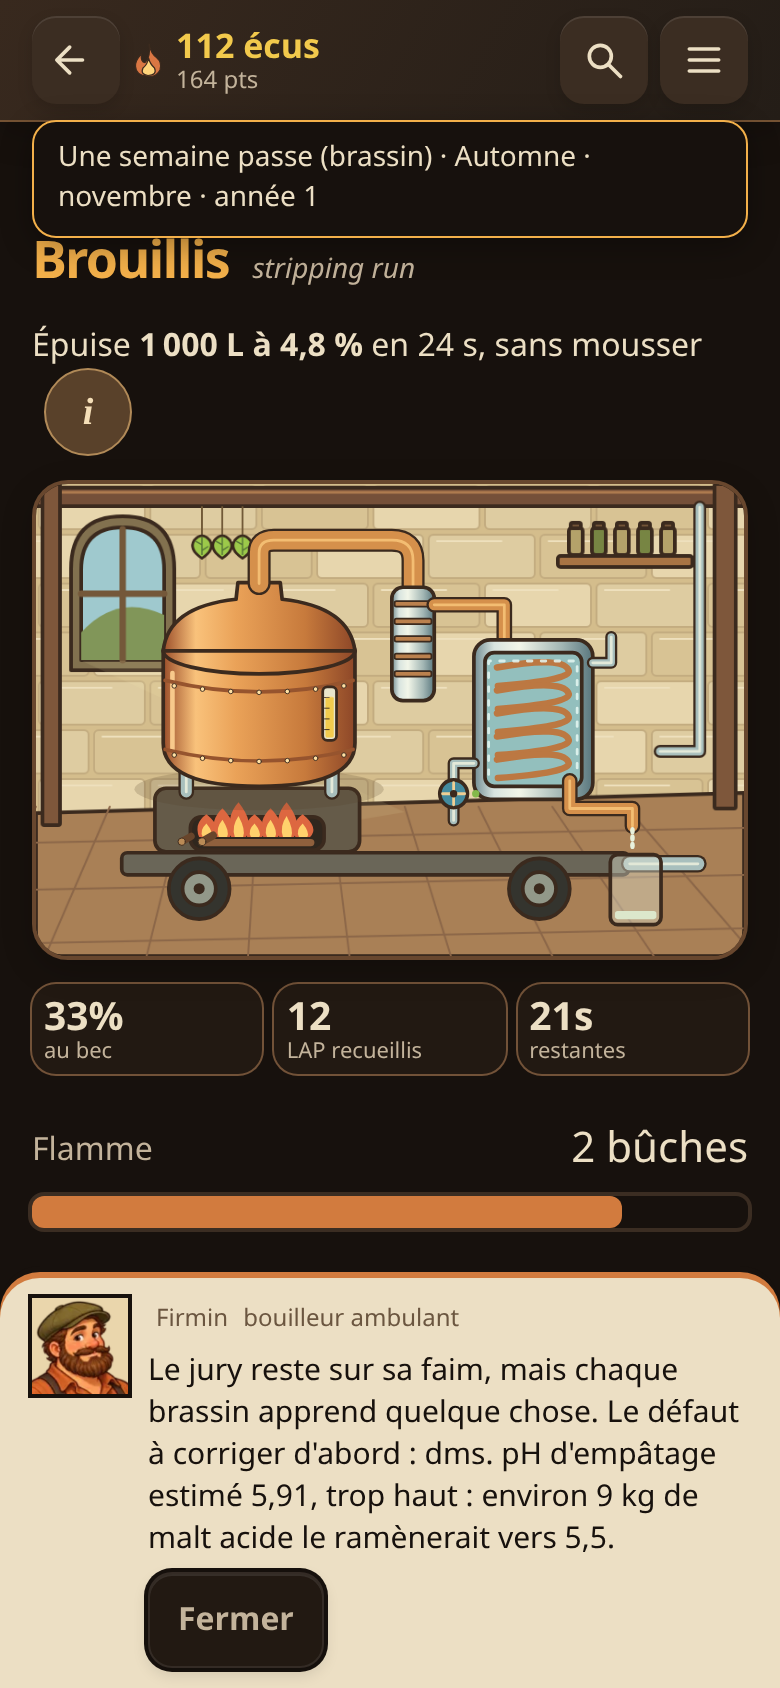 112 écus
164 pts
Une semaine passe (brassin) · Automne ·
novembre · année 1
Brouillis stripping run
Épuise 1 000 L à 4,8 % en 24 s, sans mousser
i
33%
au bec
12
LAP recueillis
21s
restantes
Flamme
2 bûches
Firmin bouilleur ambulant
Le jury reste sur sa faim, mais chaque
brassin apprend quelque chose. Le défaut
à corriger d'abord : dms. pH d'empâtage
estimé 5,91, trop haut : environ 9 kg de
malt acide le ramènerait vers 5,5.
Fermer